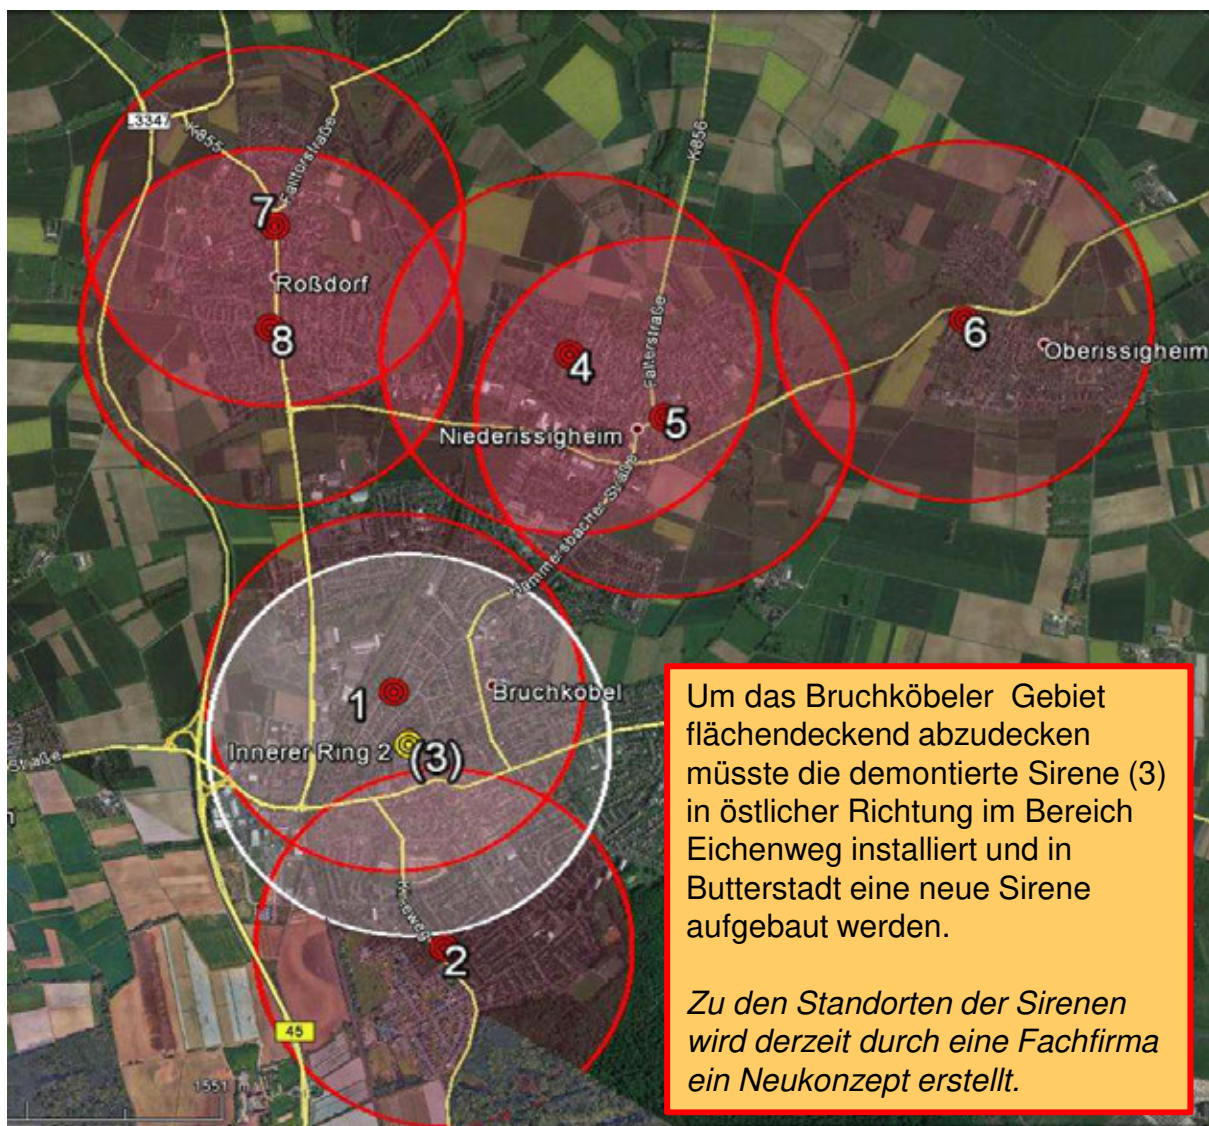 3347
K855
Falltorstraße
K856
7
Roßdorf
8
4
Falterstraße
6
Oberissigheim
5
Niederissigheim
Hammersbacher Straße
1
Bruchköbel
Innerer Ring 2
(3)
Straße
2
45
1551 m
Um das Bruchköbeler Gebiet
flächendeckend abzudecken
müsste die demontierte Sirene (3)
in östlicher Richtung im Bereich
Eichenweg installiert und in
Butterstadt eine neue Sirene
aufgebaut werden.
Zu den Standorten der Sirenen
wird derzeit durch eine Fachfirma
ein Neukonzept erstellt.